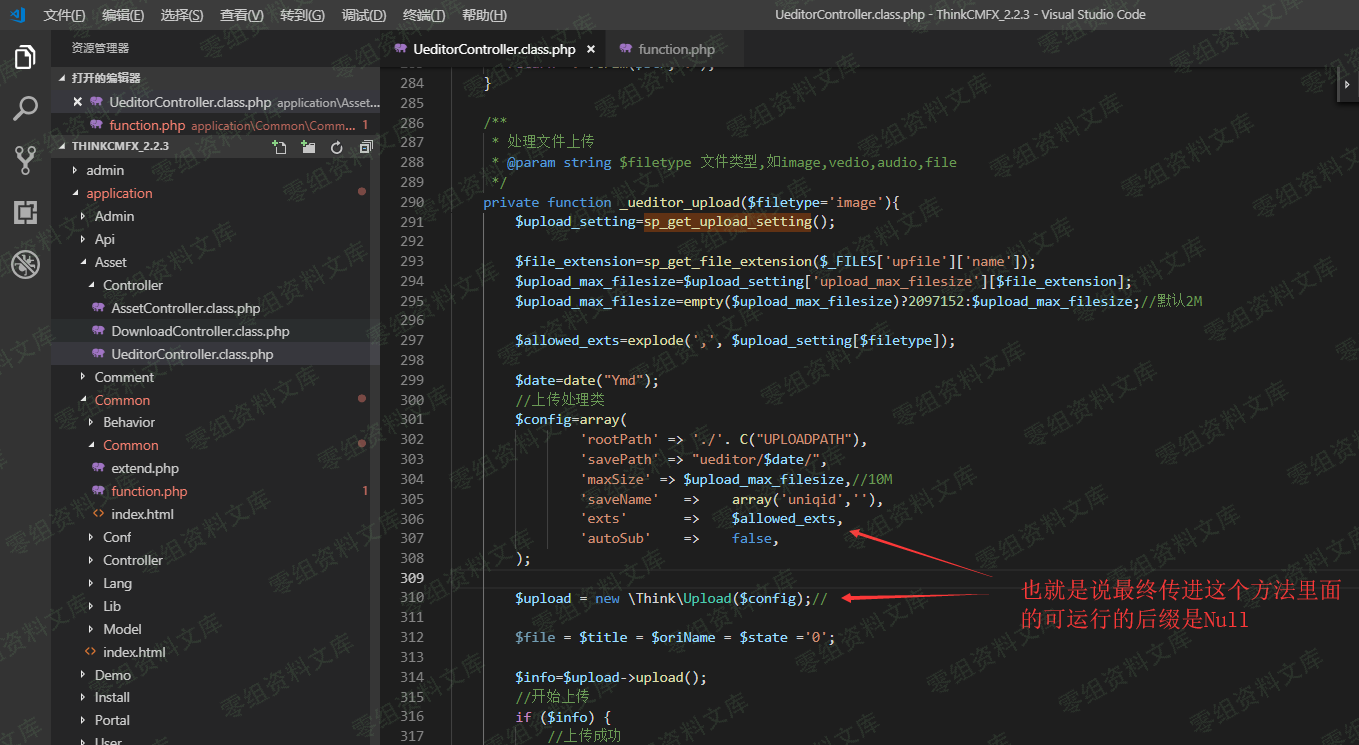 文件(F) 编辑(E) 选择(S) 查看(V) 转到(G) 调试(D) 终端(T) 帮助(H) UeditorController.class.php - ThinkCMFX_2.2.3 - Visual Studio Code
资源管理器
打开的编辑器
UeditorController.class.php application\Asset...
function.php application\Common\Comm... 1
THINKCMFX_2.2.3
admin
application
Admin
Api
Asset
Controller
AssetController.class.php
DownloadController.class.php
UeditorController.class.php
Comment
Common
Behavior
Common
extend.php
function.php 1
index.html
Conf
Controller
Lang
Lib
Model
index.html
Demo
Install
Portal
User
UeditorController.class.php × function.php
284 }
285
286 /**
287 * 处理文件上传
288 * @param string $filetype 文件类型,如image,vedio,audio,file
289 */
290 private function _ueditor_upload($filetype='image'){
291 $upload_setting=sp_get_upload_setting();
292
293 $file_extension=sp_get_file_extension($_FILES['upfile']['name']);
294 $upload_max_filesize=$upload_setting['upload_max_filesize'][$file_extension];
295 $upload_max_filesize=empty($upload_max_filesize)?2097152:$upload_max_filesize;//默认2M
296
297 $allowed_exts=explode(',', $upload_setting[$filetype]);
298
299 $date=date("Ymd");
300 //上传处理类
301 $config=array(
302 'rootPath' => './'. C("UPLOADPATH"),
303 'savePath' => "ueditor/$date/",
304 'maxSize' => $upload_max_filesize,//10M
305 'saveName' => array('uniqid',''),
306 'exts' => $allowed_exts,
307 'autoSub' => false,
308 );
309
310 $upload = new \Think\Upload($config);//
311
312 $file = $title = $oriName = $state ='0';
313
314 $info=$upload->upload();
315 //开始上传
316 if ($info) {
317 //上传成功
也就是说最终传进这个方法里面
的可运行的后缀是Null
零组资料文库